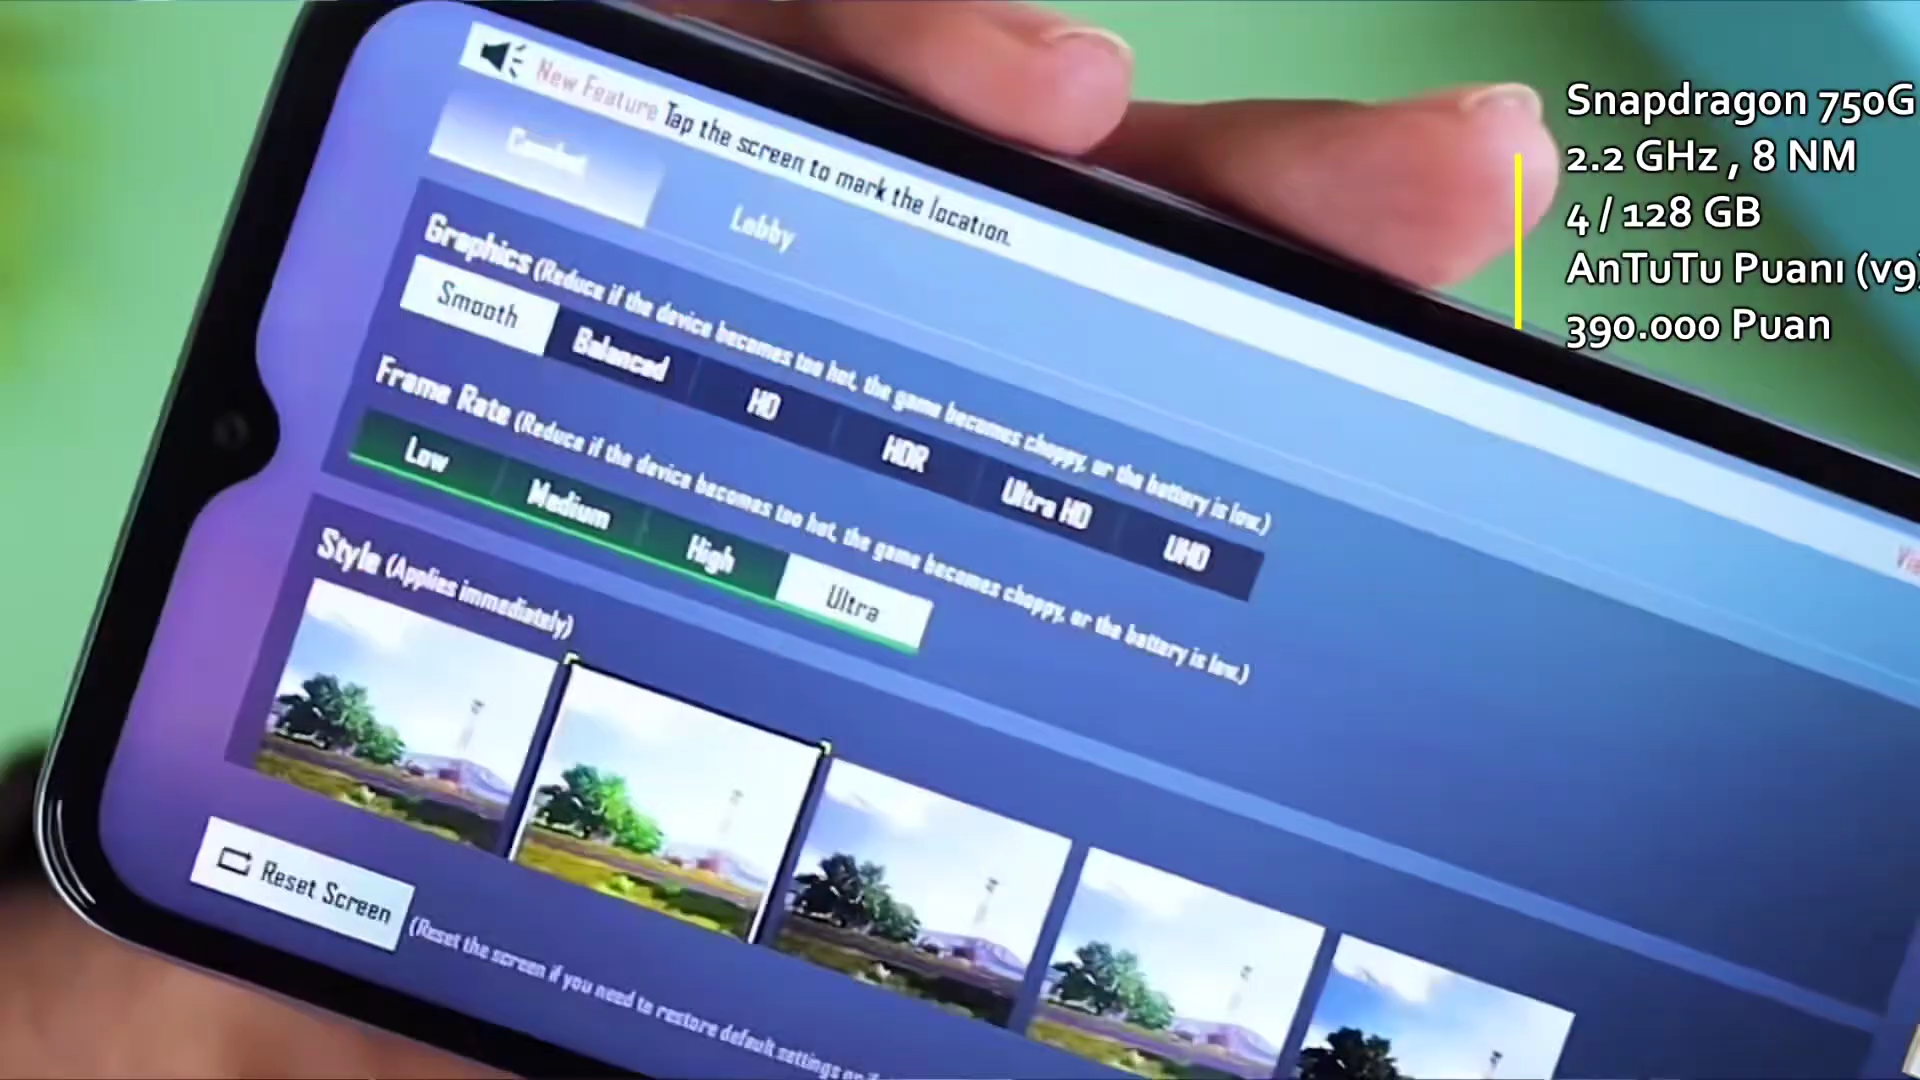 New Feature Tap the screen to mark the location.
Combat
Lobby
Graphics (Reduce if the device becomes too hot, the game becomes choppy, or the battery is low.)
Smooth Balanced HD HDR Ultra HD UHD
Frame Rate (Reduce if the device becomes too hot, the game becomes choppy, or the battery is low.)
Low Medium High Ultra
Style (Applies immediately)
Reset Screen
(Reset the screen if you need to restore default settings or
Snapdragon 750G
2.2 GHz , 8 NM
4 / 128 GB
AnTuTu Puanı (v9)
390.000 Puan